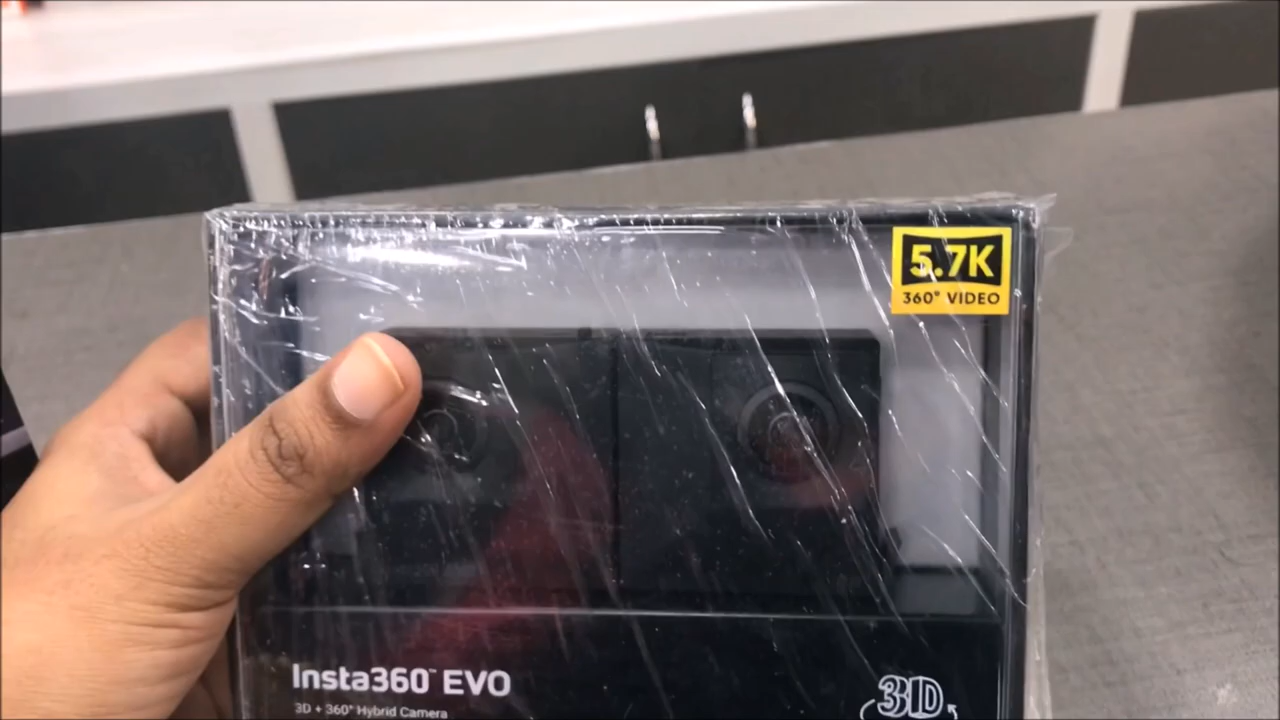 5.7K
360° VIDEO
Insta360™ EVO
3D + 360° Hybrid Camera
3D